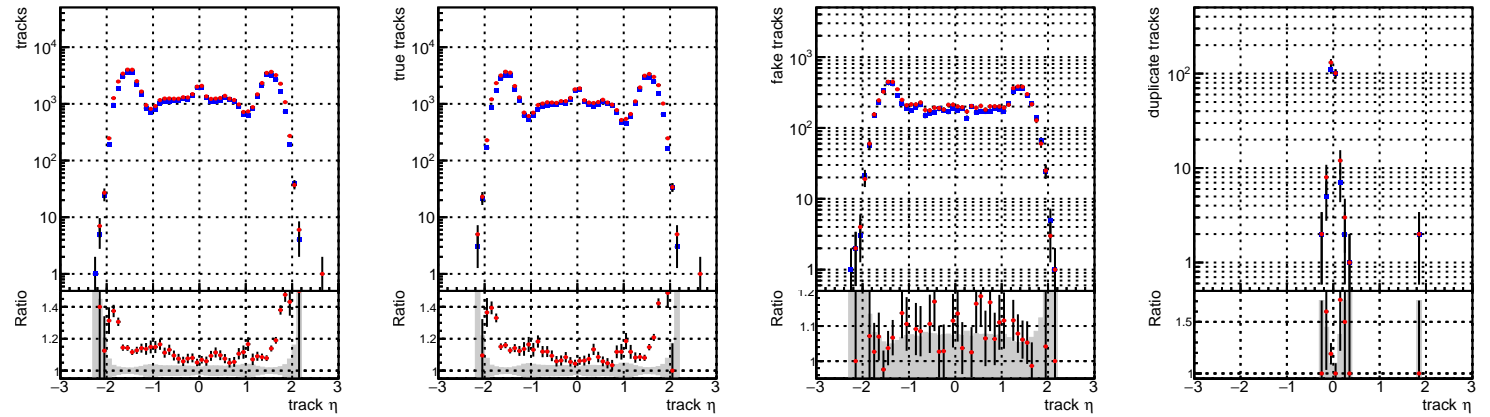 tracks
10^4
10^3
10^2
10
1
Ratio
1.4
1.2
1
−3 −2 −1 0 1 2 3
track η
true tracks
10^4
10^3
10^2
10
1
Ratio
1.4
1.2
1
−3 −2 −1 0 1 2 3
track η
fake tracks
10^3
10^2
10
1
Ratio
1.2
1.1
1
−3 −2 −1 0 1 2 3
track η
duplicate tracks
10^2
10
1
Ratio
1.5
1
−3 −2 −1 0 1 2 3
track η